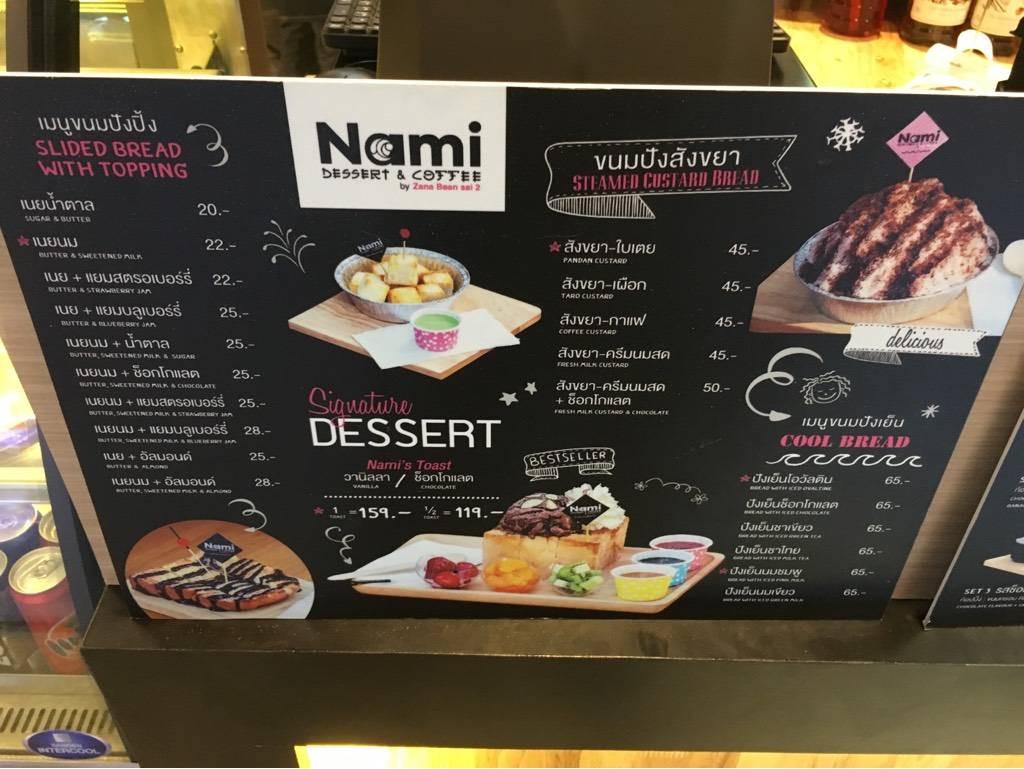 เมนูขนมปังปิ้ง
SLIDED BREAD
WITH TOPPING
เนยน้ำตาล 20.-
SUGAR & BUTTER
เนยนม 22.-
BUTTER & SWEETENED MILK
เนย + แยมสตรอเบอร์รี่ 22.-
BUTTER & STRAWBERRY JAM
เนย + แยมบลูเบอร์รี่ 25.-
BUTTER & BLUEBERRY JAM
เนยนม + น้ำตาล 25.-
BUTTER, SWEETENED MILK & SUGAR
เนยนม + ช็อกโกแลต 25.-
BUTTER, SWEETENED MILK & CHOCOLATE
เนยนม + แยมสตรอเบอร์รี่ 25.-
BUTTER, SWEETENED MILK & STRAWBERRY JAM
เนยนม + แยมบลูเบอร์รี่ 28.-
BUTTER, SWEETENED MILK & BLUEBERRY JAM
เนย + อัลมอนด์ 25.-
BUTTER & ALMOND
เนยนม + อัลมอนด์ 28.-
BUTTER, SWEETENED MILK & ALMOND
Nami
Nami
DESSERT & COFFEE
by Zana Bean sai 2
Nami
Signature
DESSERT
Nami's Toast
วานิลลา / ช็อกโกแลต
VANILLA CHOCOLATE
1 TOAST =159.- ½ TOAST =119.-
BESTSELLER
Nami
ขนมปังสังขยา
STEAMED CUSTARD BREAD
สังขยา-ใบเตย 45.-
PANDAN CUSTARD
สังขยา-เผือก 45.-
TARO CUSTARD
สังขยา-กาแฟ 45.-
COFFEE CUSTARD
สังขยา-ครีมนมสด 45.-
FRESH MILK CUSTARD
สังขยา-ครีมนมสด 50.-
+ ช็อกโกแลต
FRESH MILK CUSTARD & CHOCOLATE
Nami
delicious
เมนูขนมปังเย็น
COOL BREAD
ปังเย็นโอวัลติน 65.-
BREAD WITH ICED OVALTINE
ปังเย็นช็อกโกแลต 65.-
BREAD WITH ICED CHOCOLATE
ปังเย็นชาเขียว 65.-
BREAD WITH ICED GREEN TEA
ปังเย็นชาไทย 65.-
BREAD WITH ICED MILK TEA
ปังเย็นนมชมพู 65.-
BREAD WITH ICED PINK MILK
ปังเย็นนมเขียว 65.-
BREAD WITH ICED GREEN MILK
SET 3
INTERCOOL